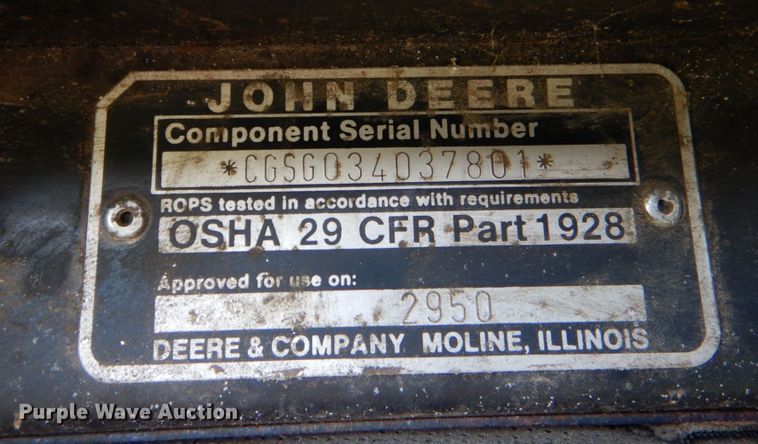 JOHN DEERE
Component Serial Number
*CGSG034037801*
ROPS tested in accordance with requirements
OSHA 29 CFR Part 1928
Approved for use on:
2950
DEERE & COMPANY MOLINE, ILLINOIS
Purple Wave Auction.